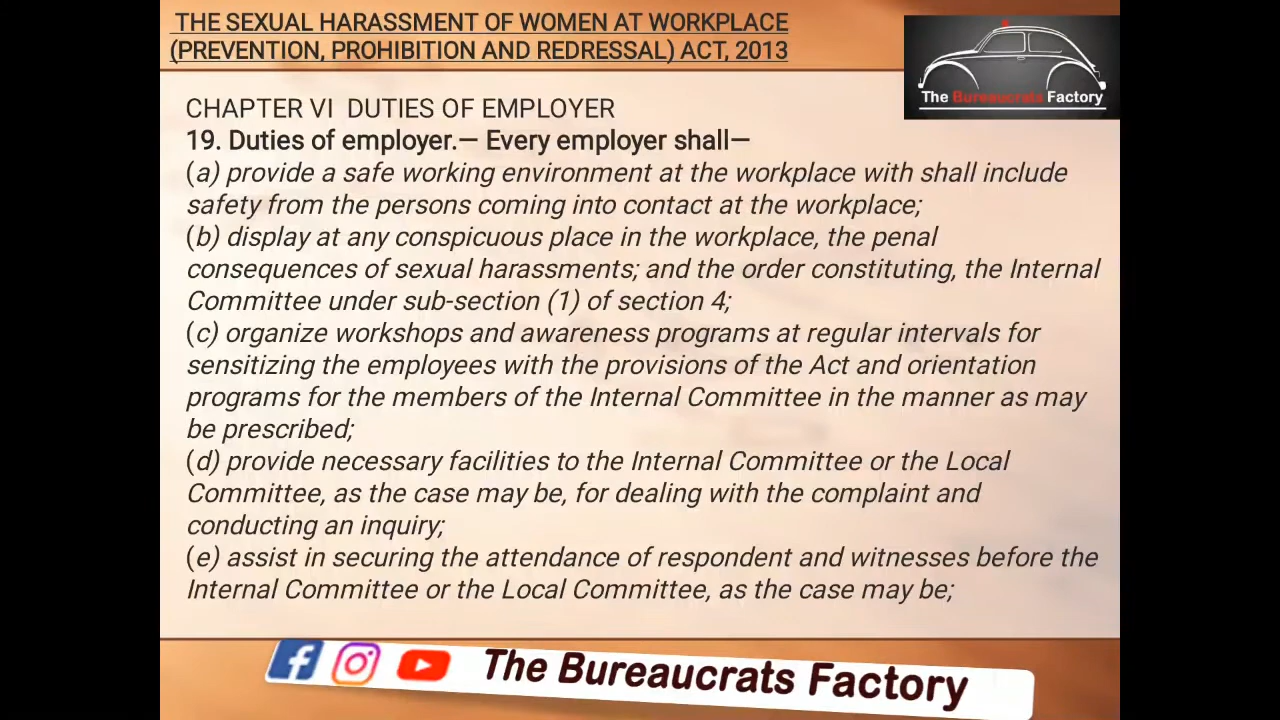 THE SEXUAL HARASSMENT OF WOMEN AT WORKPLACE
(PREVENTION, PROHIBITION AND REDRESSAL) ACT, 2013
The Bureaucrats Factory
CHAPTER VI DUTIES OF EMPLOYER
19. Duties of employer.— Every employer shall—
(a) provide a safe working environment at the workplace with shall include
safety from the persons coming into contact at the workplace;
(b) display at any conspicuous place in the workplace, the penal
consequences of sexual harassments; and the order constituting, the Internal
Committee under sub-section (1) of section 4;
(c) organize workshops and awareness programs at regular intervals for
sensitizing the employees with the provisions of the Act and orientation
programs for the members of the Internal Committee in the manner as may
be prescribed;
(d) provide necessary facilities to the Internal Committee or the Local
Committee, as the case may be, for dealing with the complaint and
conducting an inquiry;
(e) assist in securing the attendance of respondent and witnesses before the
Internal Committee or the Local Committee, as the case may be;
The Bureaucrats Factory